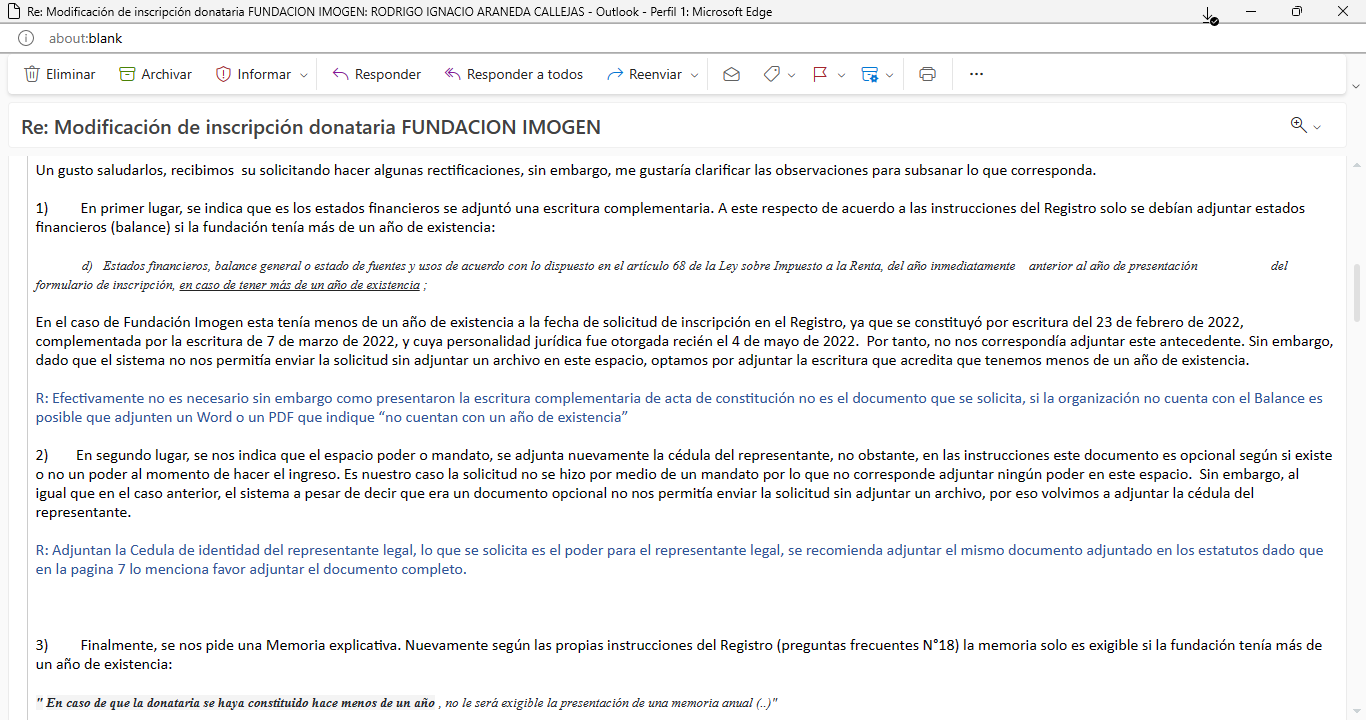 Re: Modificación de inscripción donataria FUNDACION IMOGEN: RODRIGO IGNACIO ARANEDA CALLEJAS - Outlook - Perfil 1: Microsoft Edge
about:blank
Eliminar Archivar Informar Responder Responder a todos Reenviar ...
Re: Modificación de inscripción donataria FUNDACION IMOGEN
Un gusto saludarlos, recibimos su solicitando hacer algunas rectificaciones, sin embargo, me gustaría clarificar las observaciones para subsanar lo que corresponda.
1) En primer lugar, se indica que es los estados financieros se adjuntó una escritura complementaria. A este respecto de acuerdo a las instrucciones del Registro solo se debían adjuntar estados
financieros (balance) si la fundación tenía más de un año de existencia:
d) Estados financieros, balance general o estado de fuentes y usos de acuerdo con lo dispuesto en el artículo 68 de la Ley sobre Impuesto a la Renta, del año inmediatamente anterior al año de presentación del
formulario de inscripción, en caso de tener más de un año de existencia ;
En el caso de Fundación Imogen esta tenía menos de un año de existencia a la fecha de solicitud de inscripción en el Registro, ya que se constituyó por escritura del 23 de febrero de 2022,
complementada por la escritura de 7 de marzo de 2022, y cuya personalidad jurídica fue otorgada recién el 4 de mayo de 2022. Por tanto, no nos correspondía adjuntar este antecedente. Sin embargo,
dado que el sistema no nos permitía enviar la solicitud sin adjuntar un archivo en este espacio, optamos por adjuntar la escritura que acredita que tenemos menos de un año de existencia.
R: Efectivamente no es necesario sin embargo como presentaron la escritura complementaria de acta de constitución no es el documento que se solicita, si la organización no cuenta con el Balance es
posible que adjunten un Word o un PDF que indique “no cuentan con un año de existencia”
2) En segundo lugar, se nos indica que el espacio poder o mandato, se adjunta nuevamente la cédula del representante, no obstante, en las instrucciones este documento es opcional según si existe
o no un poder al momento de hacer el ingreso. Es nuestro caso la solicitud no se hizo por medio de un mandato por lo que no corresponde adjuntar ningún poder en este espacio. Sin embargo, al
igual que en el caso anterior, el sistema a pesar de decir que era un documento opcional no nos permitía enviar la solicitud sin adjuntar un archivo, por eso volvimos a adjuntar la cédula del
representante.
R: Adjuntan la Cedula de identidad del representante legal, lo que se solicita es el poder para el representante legal, se recomienda adjuntar el mismo documento adjuntado en los estatutos dado que
en la pagina 7 lo menciona favor adjuntar el documento completo.
3) Finalmente, se nos pide una Memoria explicativa. Nuevamente según las propias instrucciones del Registro (preguntas frecuentes N°18) la memoria solo es exigible si la fundación tenía más de
un año de existencia:
" En caso de que la donataria se haya constituido hace menos de un año , no le será exigible la presentación de una memoria anual (..)"